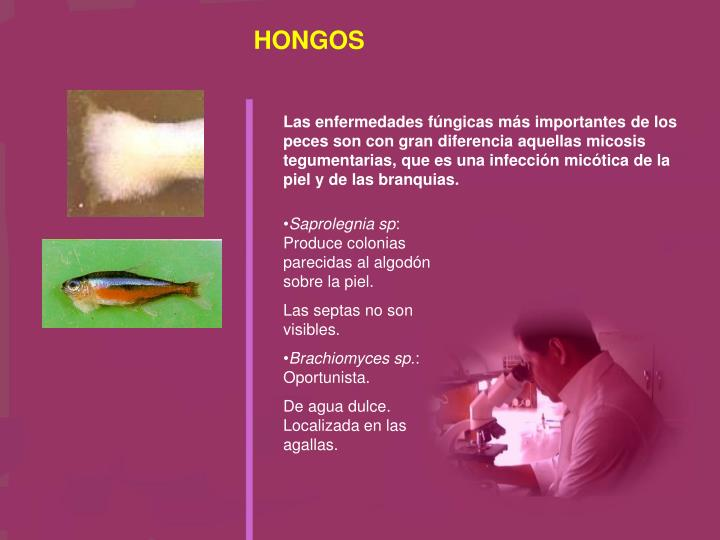 HONGOS
Las enfermedades fúngicas más importantes de los
peces son con gran diferencia aquellas micosis
tegumentarias, que es una infección micótica de la
piel y de las branquias.
•Saprolegnia sp:
Produce colonias
parecidas al algodón
sobre la piel.
Las septas no son
visibles.
•Brachiomyces sp.:
Oportunista.
De agua dulce.
Localizada en las
agallas.